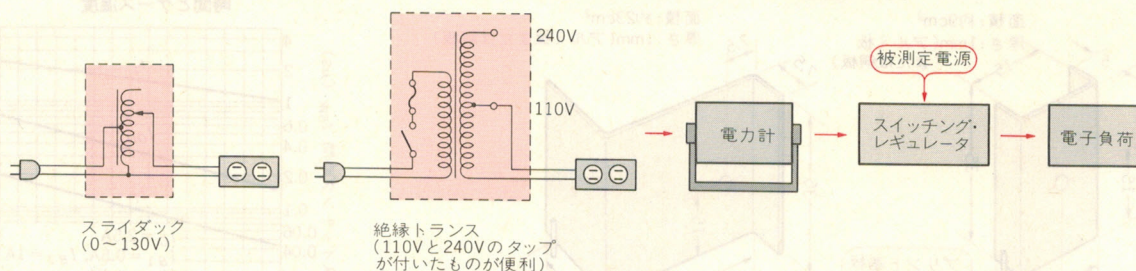 240V
110V
被測定電源
電力計
スイッチング・
レギュレータ
電子負荷
スライダック
(0～130V)
絶縁トランス
(110Vと240Vのタップ
が付いたものが便利)